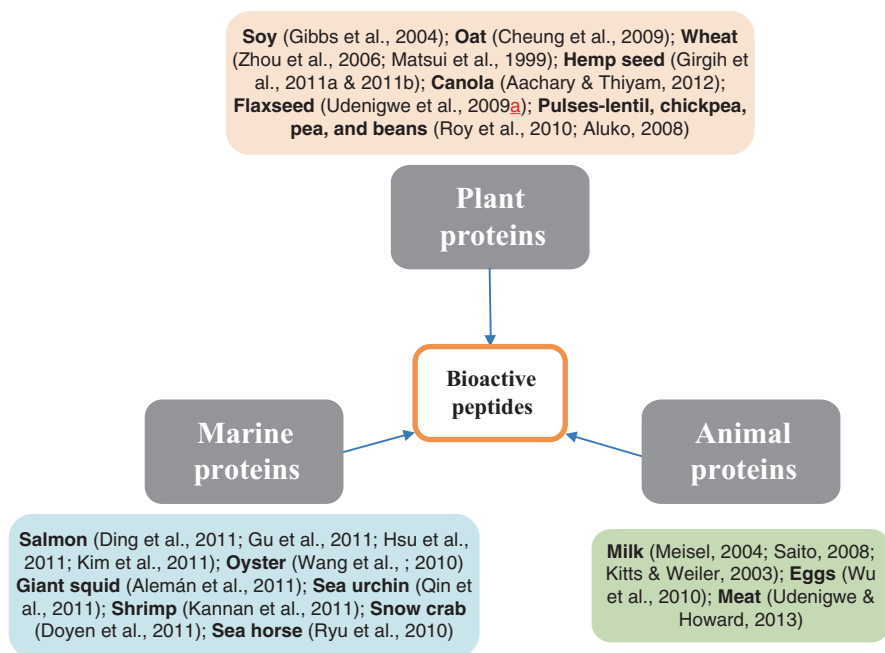 Soy (Gibbs et al., 2004); Oat (Cheung et al., 2009); Wheat
(Zhou et al., 2006; Matsui et al., 1999); Hemp seed (Girgih
et al., 2011a & 2011b); Canola (Aachary & Thiyam, 2012);
Flaxseed (Udenigwe et al., 2009a); Pulses-lentil, chickpea,
pea, and beans (Roy et al., 2010; Aluko, 2008)
Plant
proteins
Bioactive
peptides
Marine
proteins
Animal
proteins
Salmon (Ding et al., 2011; Gu et al., 2011; Hsu et al.,
2011; Kim et al., 2011); Oyster (Wang et al., ; 2010)
Giant squid (Alemán et al., 2011); Sea urchin (Qin et
al., 2011); Shrimp (Kannan et al., 2011); Snow crab
(Doyen et al., 2011); Sea horse (Ryu et al., 2010)
Milk (Meisel, 2004; Saito, 2008;
Kitts & Weiler, 2003); Eggs (Wu
et al., 2010); Meat (Udenigwe &
Howard, 2013)